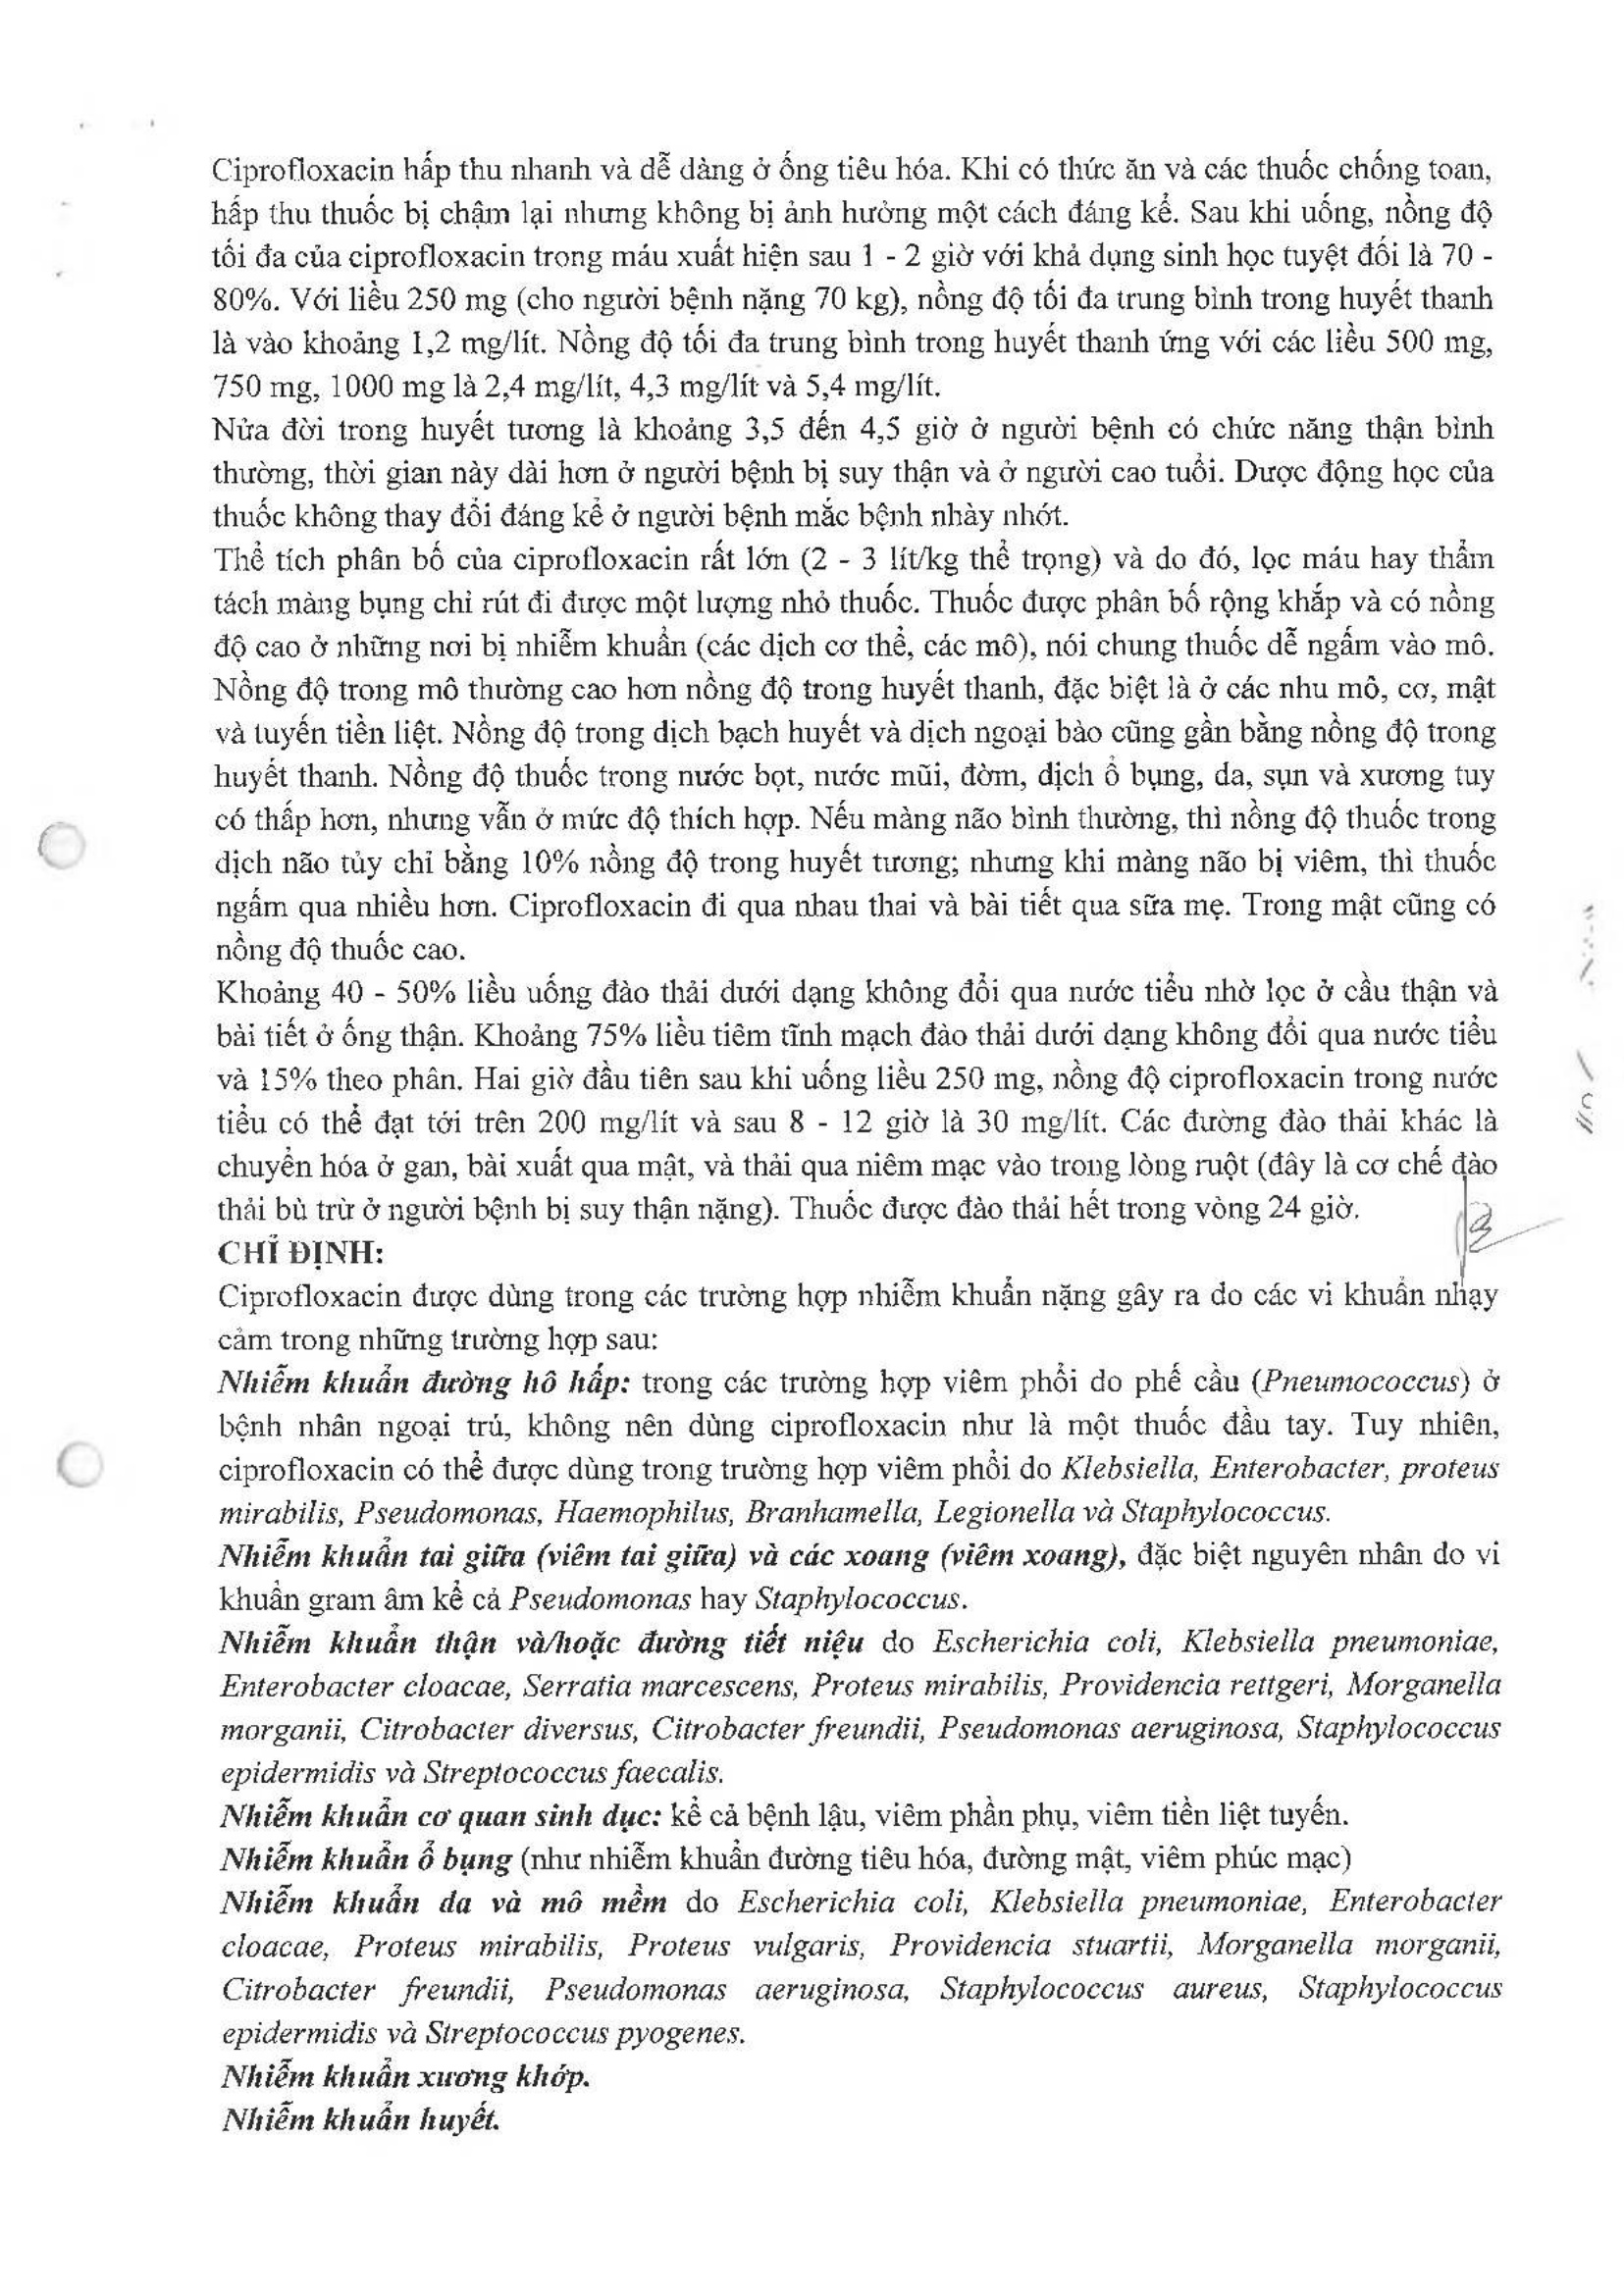 Ciprofloxacin hấp thu nhanh và dễ dàng ở ống tiêu hóa. Khi có thức ăn và các thuốc chống toan,
hấp thu thuốc bị chậm lại nhưng không bị ảnh hưởng một cách đáng kể. Sau khi uống, nồng độ
tối đa của ciprofloxacin trong máu xuất hiện sau 1 - 2 giờ với khả dụng sinh học tuyệt đối là 70 -
80%. Với liều 250 mg (cho người bệnh nặng 70 kg), nồng độ tối đa trung bình trong huyết thanh
là vào khoảng 1,2 mg/lít. Nồng độ tối đa trung bình trong huyết thanh ứng với các liều 500 mg,
750 mg, 1000 mg là 2,4 mg/lít, 4,3 mg/lít và 5,4 mg/lít.
Nửa đời trong huyết tương là khoảng 3,5 đến 4,5 giờ ở người bệnh có chức năng thận bình
thường, thời gian này dài hơn ở người bệnh bị suy thận và ở người cao tuổi. Dược động học của
thuốc không thay đổi đáng kể ở người bệnh mắc bệnh nhày nhớt.
Thể tích phân bố của ciprofloxacin rất lớn (2 - 3 lít/kg thể trọng) và do đó, lọc máu hay thẩm
tách màng bụng chỉ rút đi được một lượng nhỏ thuốc. Thuốc được phân bố rộng khắp và có nồng
độ cao ở những nơi bị nhiễm khuẩn (các dịch cơ thể, các mô), nói chung thuốc dễ ngấm vào mô.
Nồng độ trong mô thường cao hơn nồng độ trong huyết thanh, đặc biệt là ở các nhu mô, cơ, mật
và tuyến tiền liệt. Nồng độ trong dịch bạch huyết và dịch ngoại bào cũng gần bằng nồng độ trong
huyết thanh. Nồng độ thuốc trong nước bọt, nước mũi, đờm, dịch ổ bụng, da, sụn và xương tuy
có thấp hơn, nhưng vẫn ở mức độ thích hợp. Nếu màng não bình thường, thì nồng độ thuốc trong
dịch não tủy chỉ bằng 10% nồng độ trong huyết tương; nhưng khi màng não bị viêm, thì thuốc
ngấm qua nhiều hơn. Ciprofloxacin đi qua nhau thai và bài tiết qua sữa mẹ. Trong mật cũng có
nồng độ thuốc cao.
Khoảng 40 - 50% liều uống đào thải dưới dạng không đổi qua nước tiểu nhờ lọc ở cầu thận và
bài tiết ở ống thận. Khoảng 75% liều tiêm tĩnh mạch đào thải dưới dạng không đổi qua nước tiểu
và 15% theo phân. Hai giờ đầu tiên sau khi uống liều 250 mg, nồng độ ciprofloxacin trong nước
tiểu có thể đạt tới trên 200 mg/lít và sau 8 - 12 giờ là 30 mg/lít. Các đường đào thải khác là
chuyển hóa ở gan, bài xuất qua mật, và thải qua niêm mạc vào trong lòng ruột (đây là cơ chế đào
thải bù trừ ở người bệnh bị suy thận nặng). Thuốc được đào thải hết trong vòng 24 giờ.
CHỈ ĐỊNH:
Ciprofloxacin được dùng trong các trường hợp nhiễm khuẩn nặng gây ra do các vi khuẩn nhạy
cảm trong những trường hợp sau:
Nhiễm khuẩn đường hô hấp: trong các trường hợp viêm phổi do phế cầu (Pneumococcus) ở
bệnh nhân ngoại trú, không nên dùng ciprofloxacin như là một thuốc đầu tay. Tuy nhiên,
ciprofloxacin có thể được dùng trong trường hợp viêm phổi do Klebsiella, Enterobacter, proteus
mirabilis, Pseudomonas, Haemophilus, Branhamella, Legionella và Staphylococcus.
Nhiễm khuẩn tai giữa (viêm tai giữa) và các xoang (viêm xoang), đặc biệt nguyên nhân do vi
khuẩn gram âm kể cả Pseudomonas hay Staphylococcus.
Nhiễm khuẩn thận và/hoặc đường tiết niệu do Escherichia coli, Klebsiella pneumoniae,
Enterobacter cloacae, Serratia marcescens, Proteus mirabilis, Providencia rettgeri, Morganella
morganii, Citrobacter diversus, Citrobacter freundii, Pseudomonas aeruginosa, Staphylococcus
epidermidis và Streptococcus faecalis.
Nhiễm khuẩn cơ quan sinh dục: kể cả bệnh lậu, viêm phần phụ, viêm tiền liệt tuyến.
Nhiễm khuẩn ổ bụng (như nhiễm khuẩn đường tiêu hóa, đường mật, viêm phúc mạc)
Nhiễm khuẩn da và mô mềm do Escherichia coli, Klebsiella pneumoniae, Enterobacter
cloacae, Proteus mirabilis, Proteus vulgaris, Providencia stuartii, Morganella morganii,
Citrobacter freundii, Pseudomonas aeruginosa, Staphylococcus aureus, Staphylococcus
epidermidis và Streptococcus pyogenes.
Nhiễm khuẩn xương khớp.
Nhiễm khuẩn huyết.